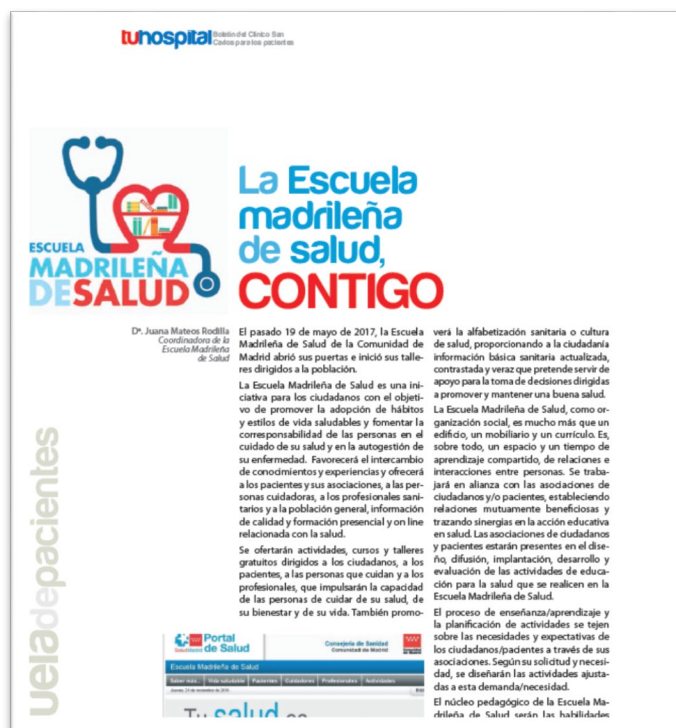 tuhospital Boletín del Clínico San
Carlos para los pacientes
ESCUELA
MADRILEÑA
DESALUD
La Escuela
madrileña
de salud,
CONTIGO
Dª. Juana Mateos Rodilla
Coordinadora de la
Escuela Madrileña
de Salud
El pasado 19 de mayo de 2017, la Escuela
Madrileña de Salud de la Comunidad de
Madrid abrió sus puertas e inició sus talle-
res dirigidos a la población.
La Escuela Madrileña de Salud es una ini-
ciativa para los ciudadanos con el objeti-
vo de promover la adopción de hábitos
y estilos de vida saludables y fomentar la
corresponsabilidad de las personas en el
cuidado de su salud y en la autogestión de
su enfermedad. Favorecerá el intercambio
de conocimientos y experiencias y ofrecerá
a los pacientes y sus asociaciones, a las per-
sonas cuidadoras, a los profesionales sani-
tarios y a la población general, información
de calidad y formación presencial y on line
relacionada con la salud.
Se ofertarán actividades, cursos y talleres
gratuitos dirigidos a los ciudadanos, a los
pacientes, a las personas que cuidan y a los
profesionales, que impulsarán la capacidad
de las personas de cuidar de su salud, de
su bienestar y de su vida. También promo-
verá la alfabetización sanitaria o cultura
de salud, proporcionando a la ciudadanía
información básica sanitaria actualizada,
contrastada y veraz que pretende servir de
apoyo para la toma de decisiones dirigidas
a promover y mantener una buena salud.
La Escuela Madrileña de Salud, como or-
ganización social, es mucho más que un
edificio, un mobiliario y un currículo. Es,
sobre todo, un espacio y un tiempo de
aprendizaje compartido, de relaciones e
interacciones entre personas. Se traba-
jará en alianza con las asociaciones de
ciudadanos y/o pacientes, estableciendo
relaciones mutuamente beneficiosas y
trazando sinergias en la acción educativa
en salud. Las asociaciones de ciudadanos
y pacientes estarán presentes en el dise-
ño, difusión, implantación, desarrollo y
evaluación de las actividades de educa-
ción para la salud que se realicen en la
Escuela Madrileña de Salud.
El proceso de enseñanza/aprendizaje y
la planificación de actividades se tejen
sobre las necesidades y expectativas de
los ciudadanos/pacientes a través de sus
asociaciones. Según su solicitud y necesi-
dad, se diseñarán las actividades ajusta-
das a esta demanda/necesidad.
El núcleo pedagógico de la Escuela Ma-
drileña de Salud serán las habilidades
ueladepacientes
Portal
de Salud
Consejería de Sanidad
Comunidad de Madrid
Escuela Madrileña de Salud
Saber más... Vida saludable Pacientes Cuidadores Profesionales Actividades
Tu salud es